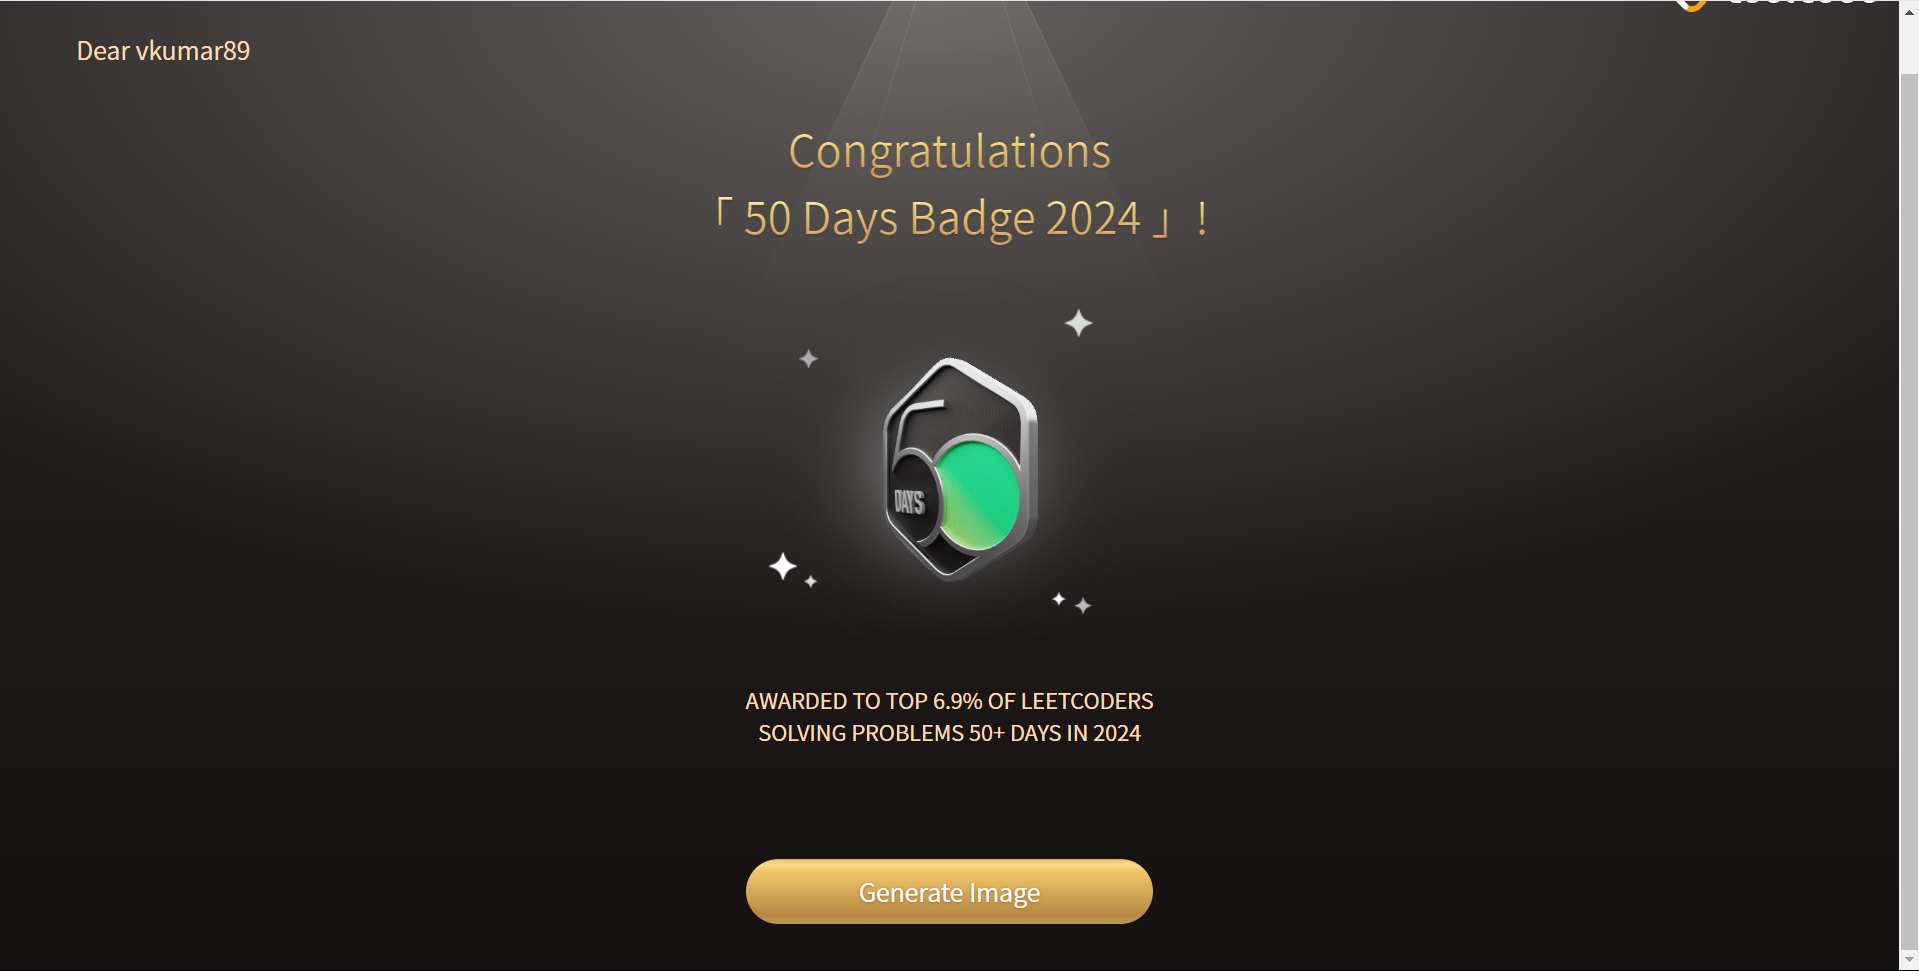 Dear vkumar89
Congratulations
「 50 Days Badge 2024 」 !
DAYS
AWARDED TO TOP 6.9% OF LEETCODERS
SOLVING PROBLEMS 50+ DAYS IN 2024
Generate Image